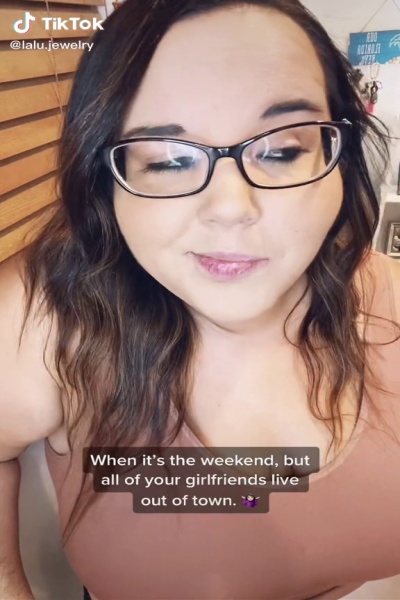 TikTok
@lalu.jewelry
When it's the weekend, but
all of your girlfriends live
out of town. 🤷🏻‍♀️